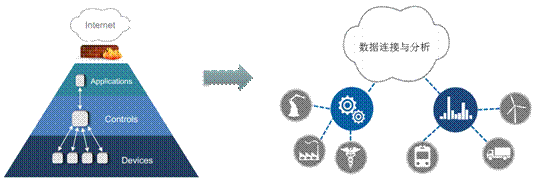 Internet
Applications
Controls
Devices
数据连接与分析